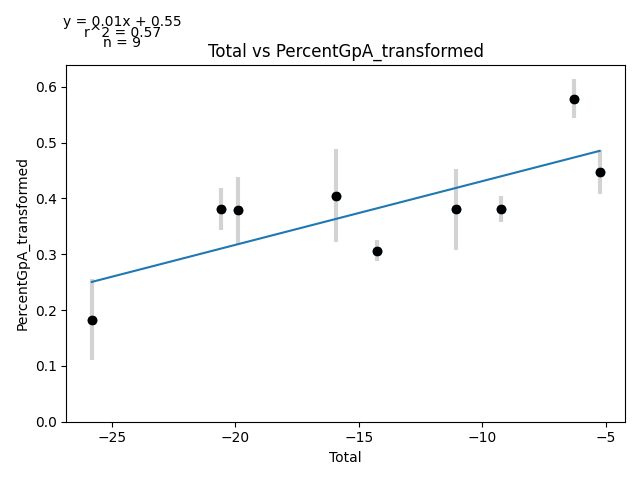 y = 0.01x + 0.55
r^2 = 0.57
n = 9
Total vs PercentGpA_transformed
PercentGpA_transformed
0.6
0.5
0.4
0.3
0.2
0.1
0.0
−25 −20 −15 −10 −5
Total